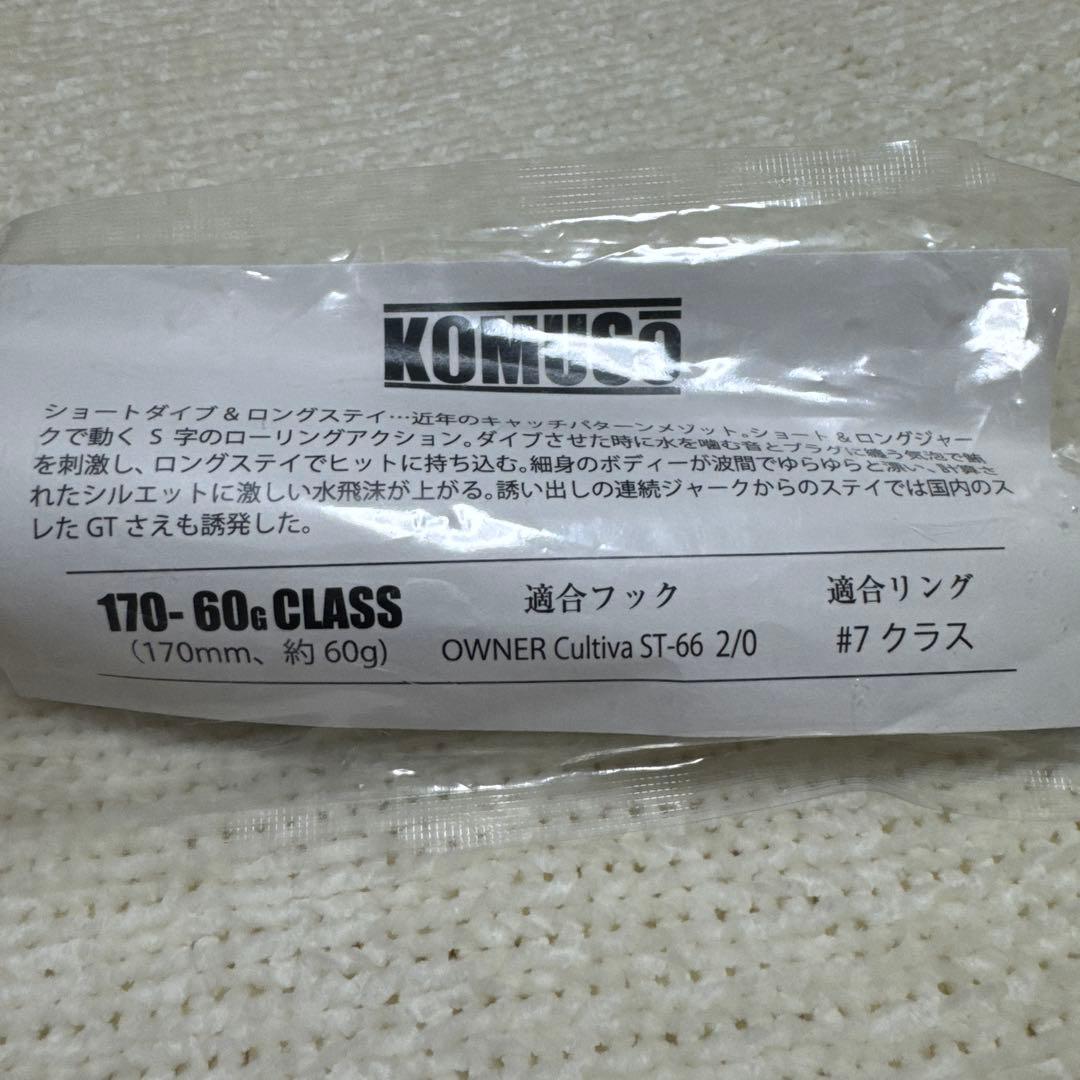 KOMUSō
ショートダイブ & ロングステイ…近年のキャッチパターンメゾット。ショート & ロングジャー
クで動く S 字のローリングアクション。ダイブさせた時に水を噛む音とプラグに纏う気泡で
を刺激し、ロングステイでヒットに持ち込む。細身のボディーが波間でゆらゆらと漂い、計算さ
れたシルエットに激しい水飛沫が上がる。誘い出しの連続ジャークからのステイでは国内のス
レた GT さえも誘発した。
170- 60G CLASS
（170mm、約 60g)
適合フック
OWNER Cultiva ST-66 2/0
適合リング
#7 クラス